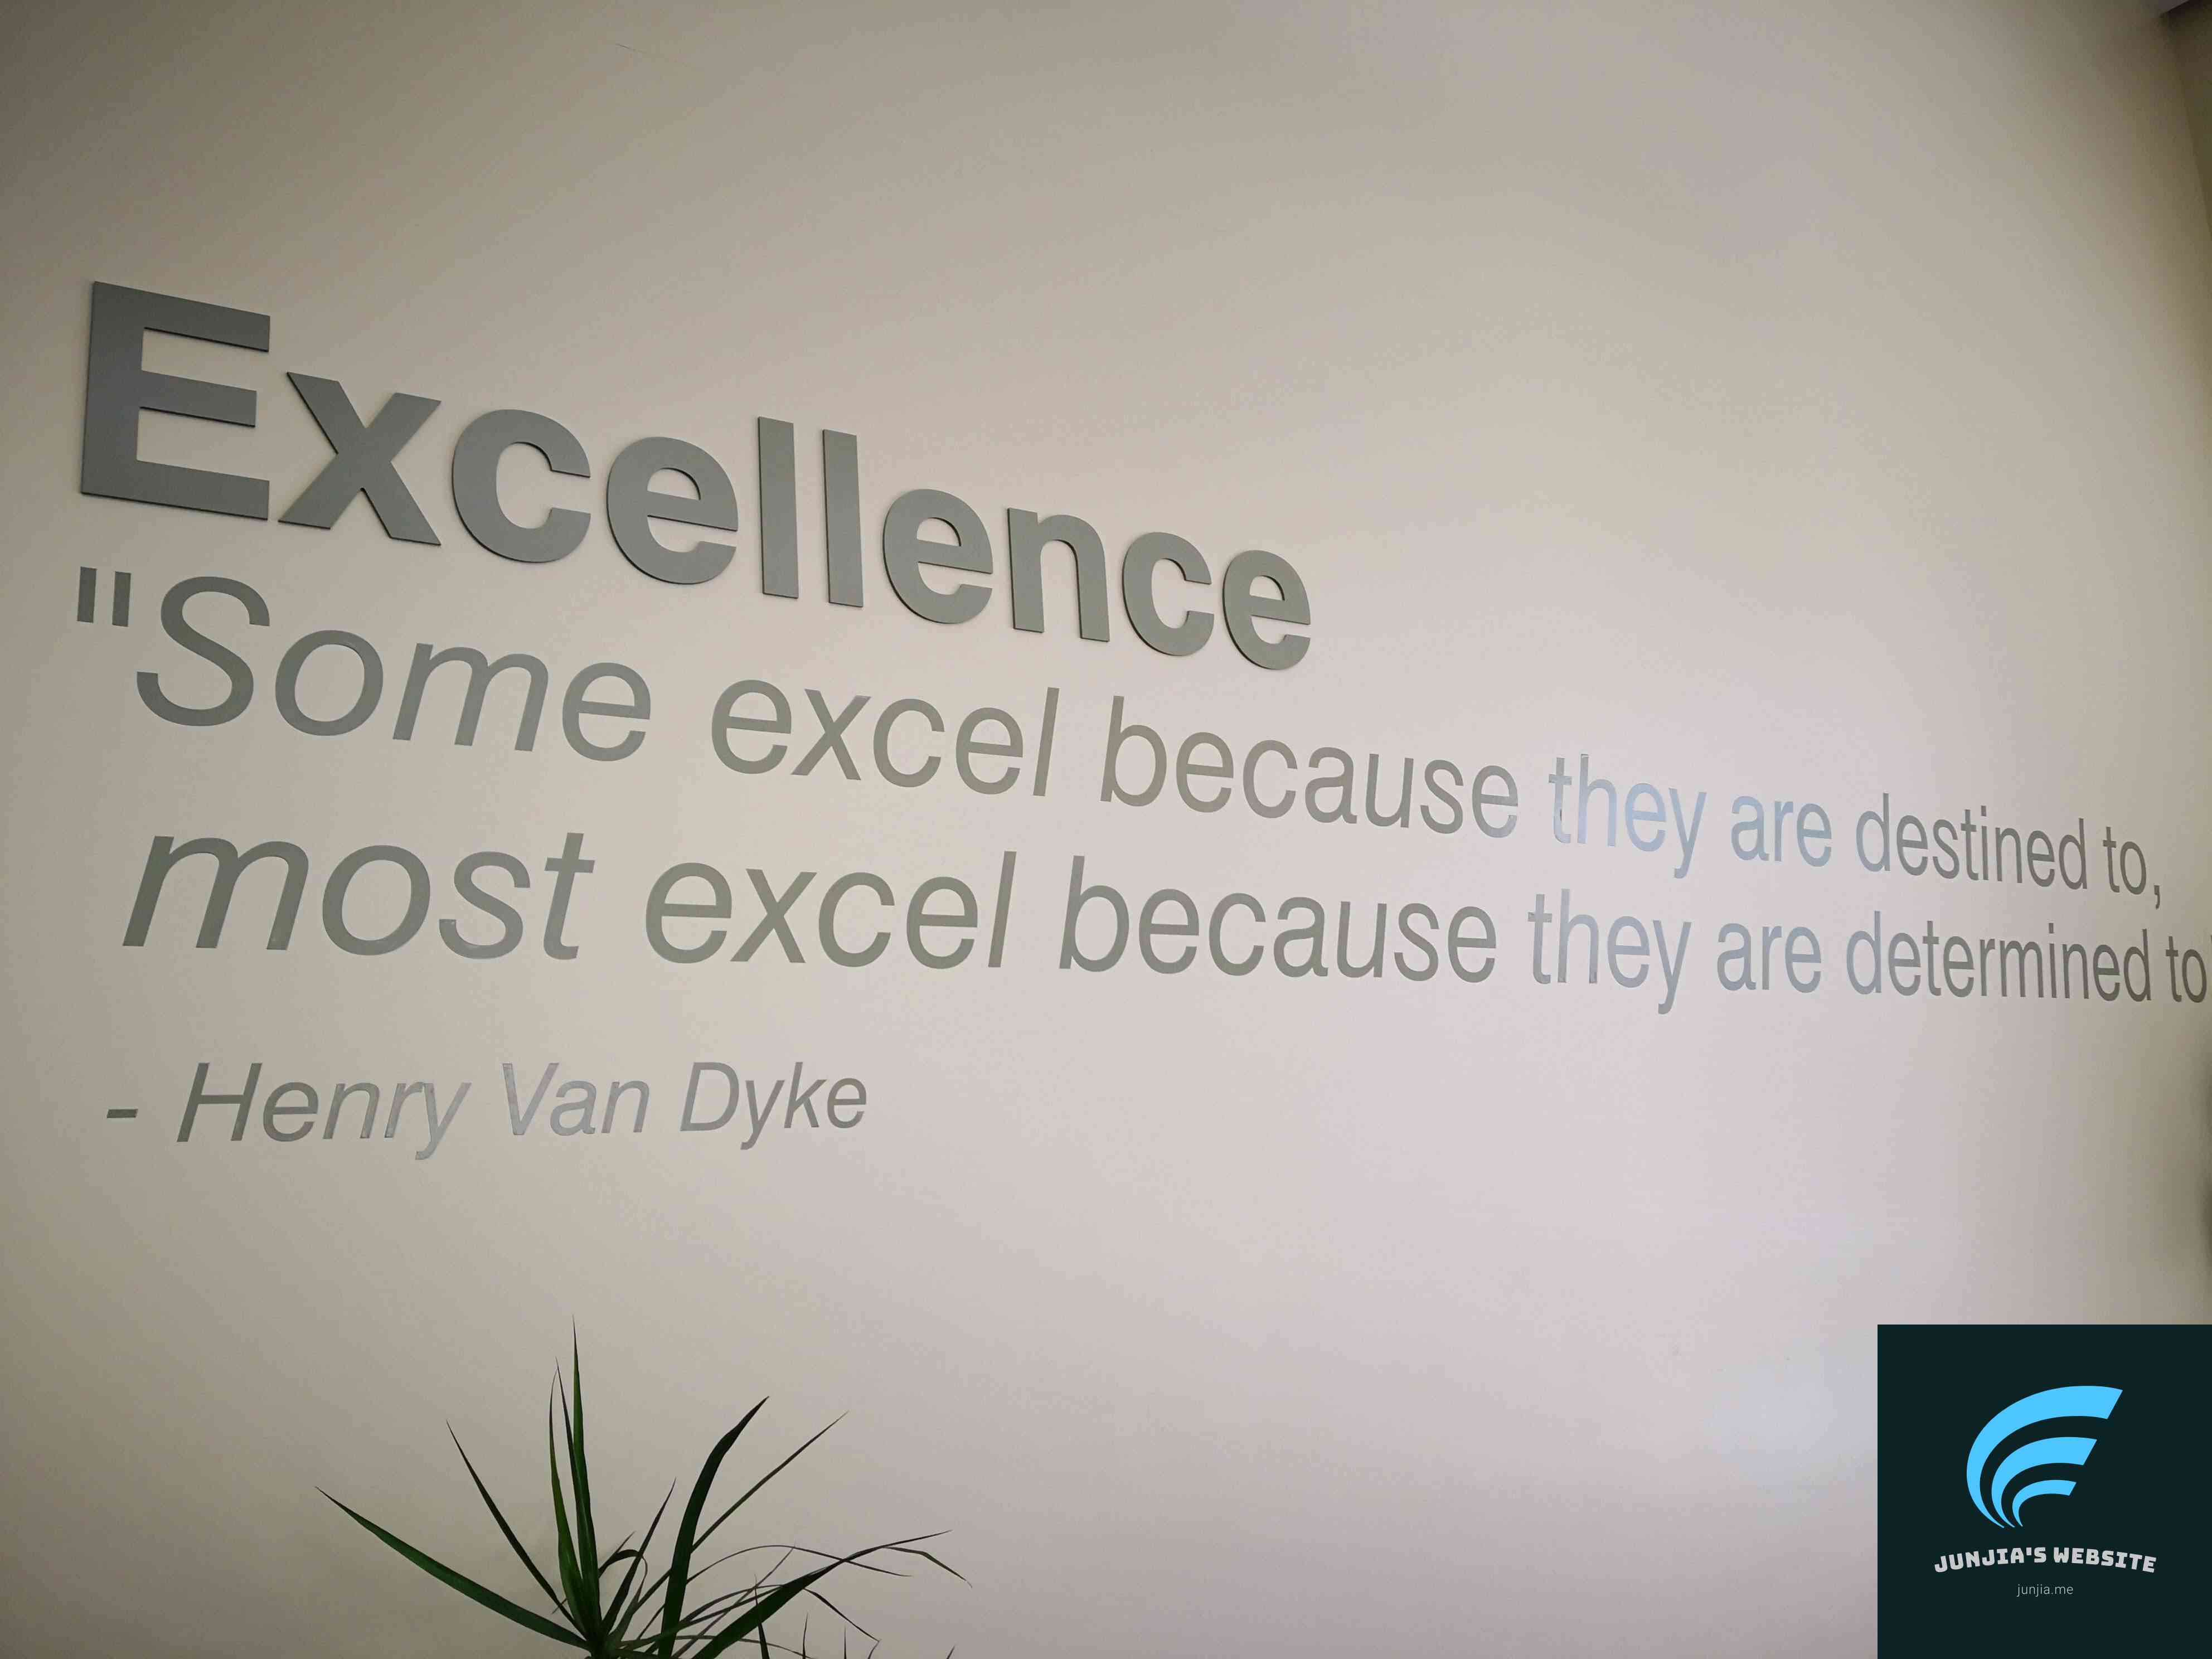 Excellence
"Some excel because they are destined to,
most excel because they are determined to
- Henry Van Dyke
JUNJIA'S WEBSITE
junjia.me